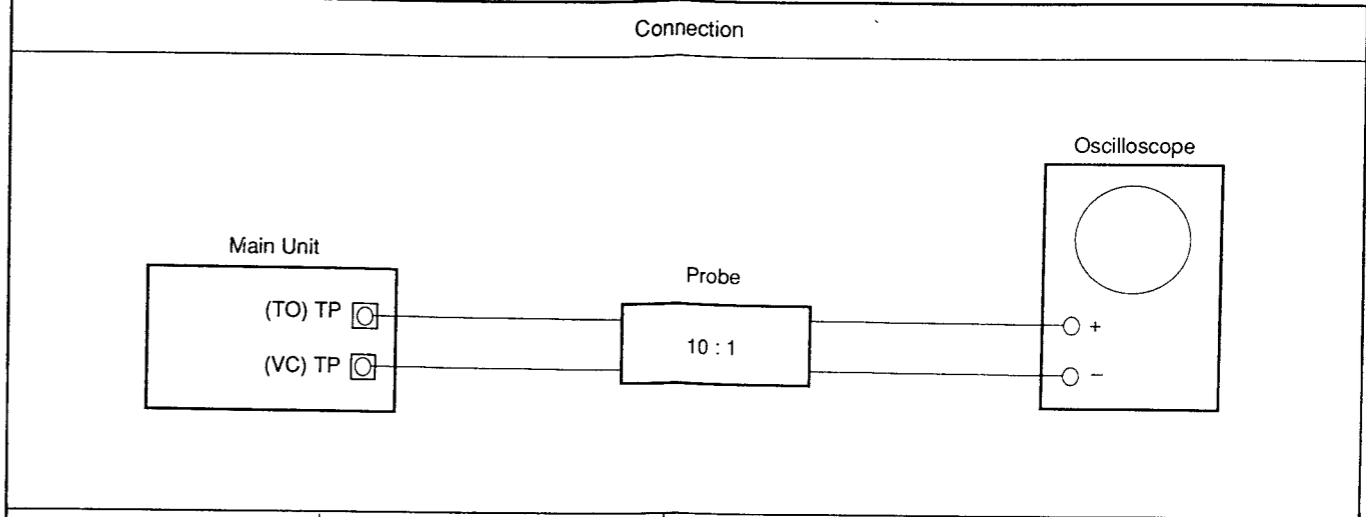 Connection
Oscilloscope
Main Unit
Probe
(TO) TP
+
10 : 1
(VC) TP
−